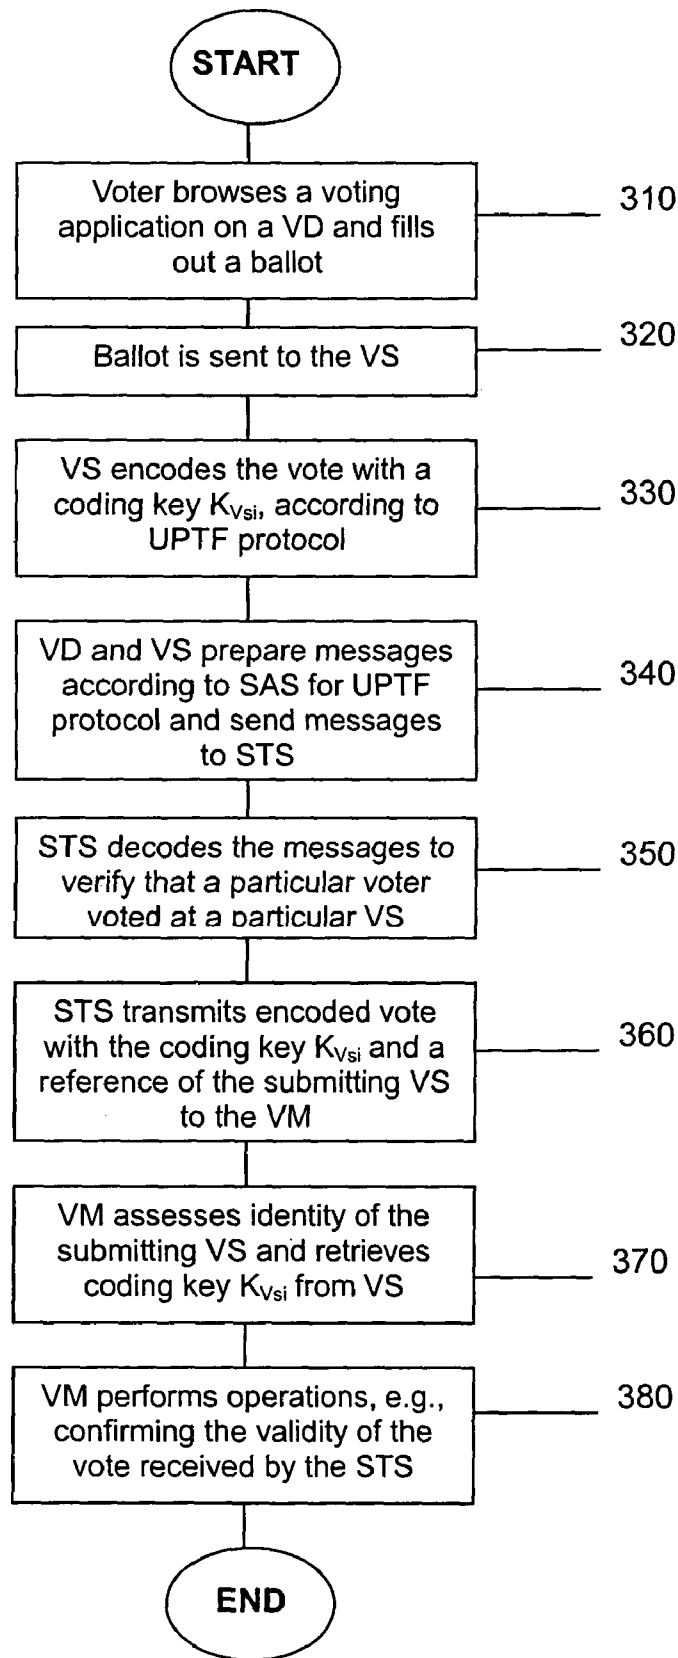 START
Voter browses a voting
application on a VD and fills
out a ballot
310
Ballot is sent to the VS
320
VS encodes the vote with a
coding key KVsi, according to
UPTF protocol
330
VD and VS prepare messages
according to SAS for UPTF
protocol and send messages
to STS
340
STS decodes the messages to
verify that a particular voter
voted at a particular VS
350
STS transmits encoded vote
with the coding key KVsi and a
reference of the submitting VS
to the VM
360
VM assesses identity of the
submitting VS and retrieves
coding key KVsi from VS
370
VM performs operations, e.g.,
confirming the validity of the
vote received by the STS
380
END